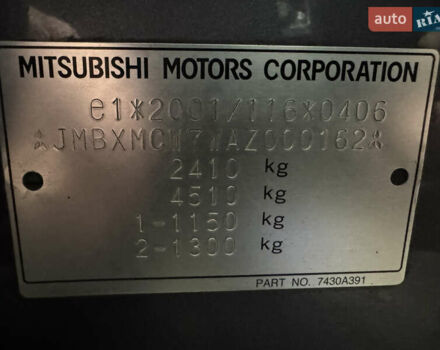 auto RIA
MITSUBISHI MOTORS CORPORATION
e1*2001/116*0406
2410 kg
4510 kg
1-1150 kg
2-1300 kg
PART NO. 7430A391